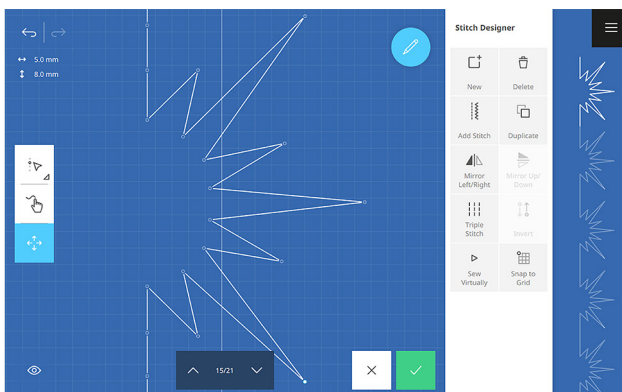 Stitch Designer
5.0 mm
8.0 mm
New
Delete
Add Stitch
Duplicate
Mirror
Left/Right
Mirror Up/
Down
Triple
Stitch
Invert
Sew
Virtually
Snap to
Grid
15/21